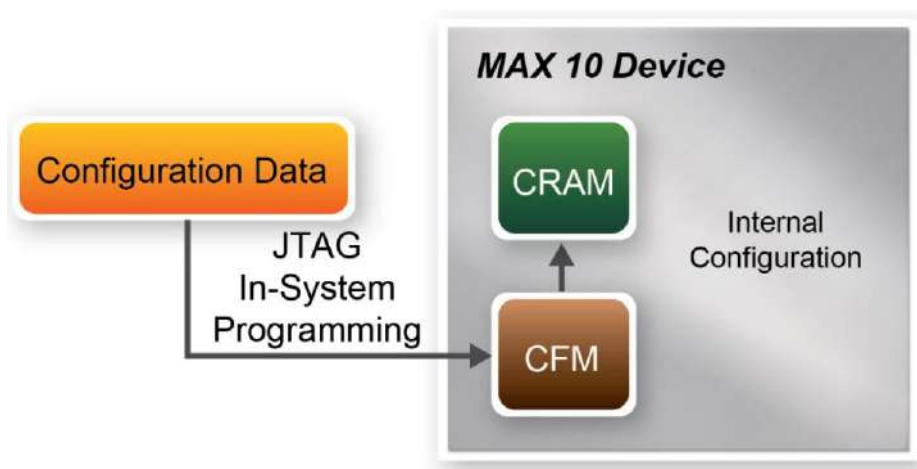 MAX 10 Device
Configuration Data
CRAM
Internal
Configuration
JTAG
In-System
Programming
CFM